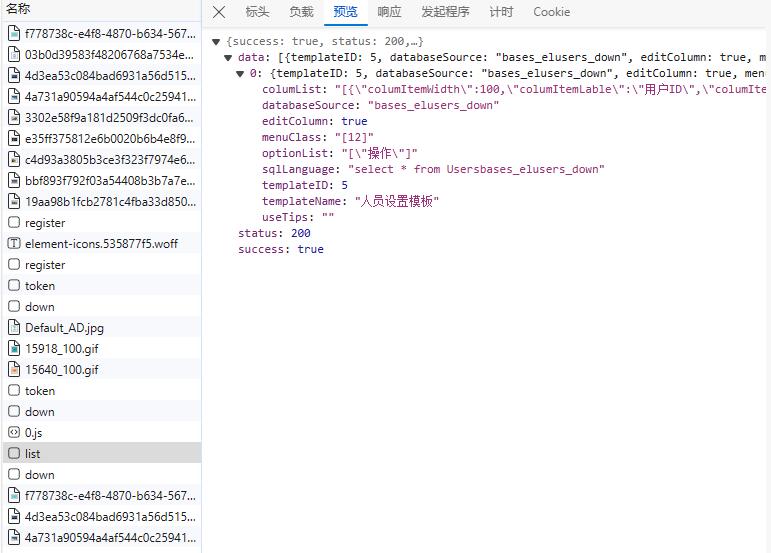 名称
f778738c-e4f8-4870-b634-567...
03b0d39583f48206768a7534e...
4d3ea53c084bad6931a56d515...
4a731a90594a4af544c0c25941...
3302e58f9a181d2509f3dc0fa6...
e35ff375812e6b0020b6b4e8f9...
c4d93a3805b3ce3f323f7974e6...
bbf893f792f03a54408b3b7a7e...
19aa98b1fcb2781c4fba33d850...
register
element-icons.535877f5.woff
register
token
down
Default_AD.jpg
15918_100.gif
15640_100.gif
token
down
0.js
list
down
f778738c-e4f8-4870-b634-567...
4d3ea53c084bad6931a56d515...
4a731a90594a4af544c0c25941...
标头 负载 预览 响应 发起程序 计时 Cookie
{success: true, status: 200,…}
data: [{templateID: 5, databaseSource: "bases_elusers_down", editColumn: true, m
0: {templateID: 5, databaseSource: "bases_elusers_down", editColumn: true, menu
columList: "[{\"columItemWidth\":100,\"columItemLable\":\"用户ID\",\"columIte
databaseSource: "bases_elusers_down"
editColumn: true
menuClass: "[12]"
optionList: "[\"操作\"]"
sqlLanguage: "select * from Usersbases_elusers_down"
templateID: 5
templateName: "人员设置模板"
useTips: ""
status: 200
success: true